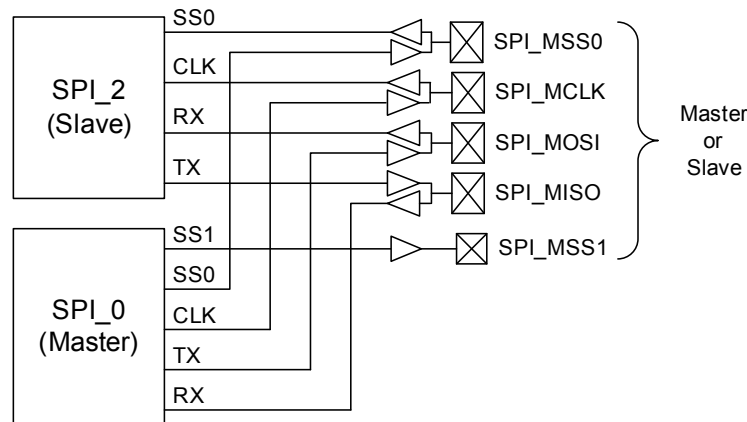 SS0
SPI_MSS0
CLK
SPI_2
(Slave)
SPI_MCLK
RX
SPI_MOSI
TX
SPI_MISO
Master
or
Slave
SS1
SPI_MSS1
SS0
SPI_0
(Master)
CLK
TX
RX